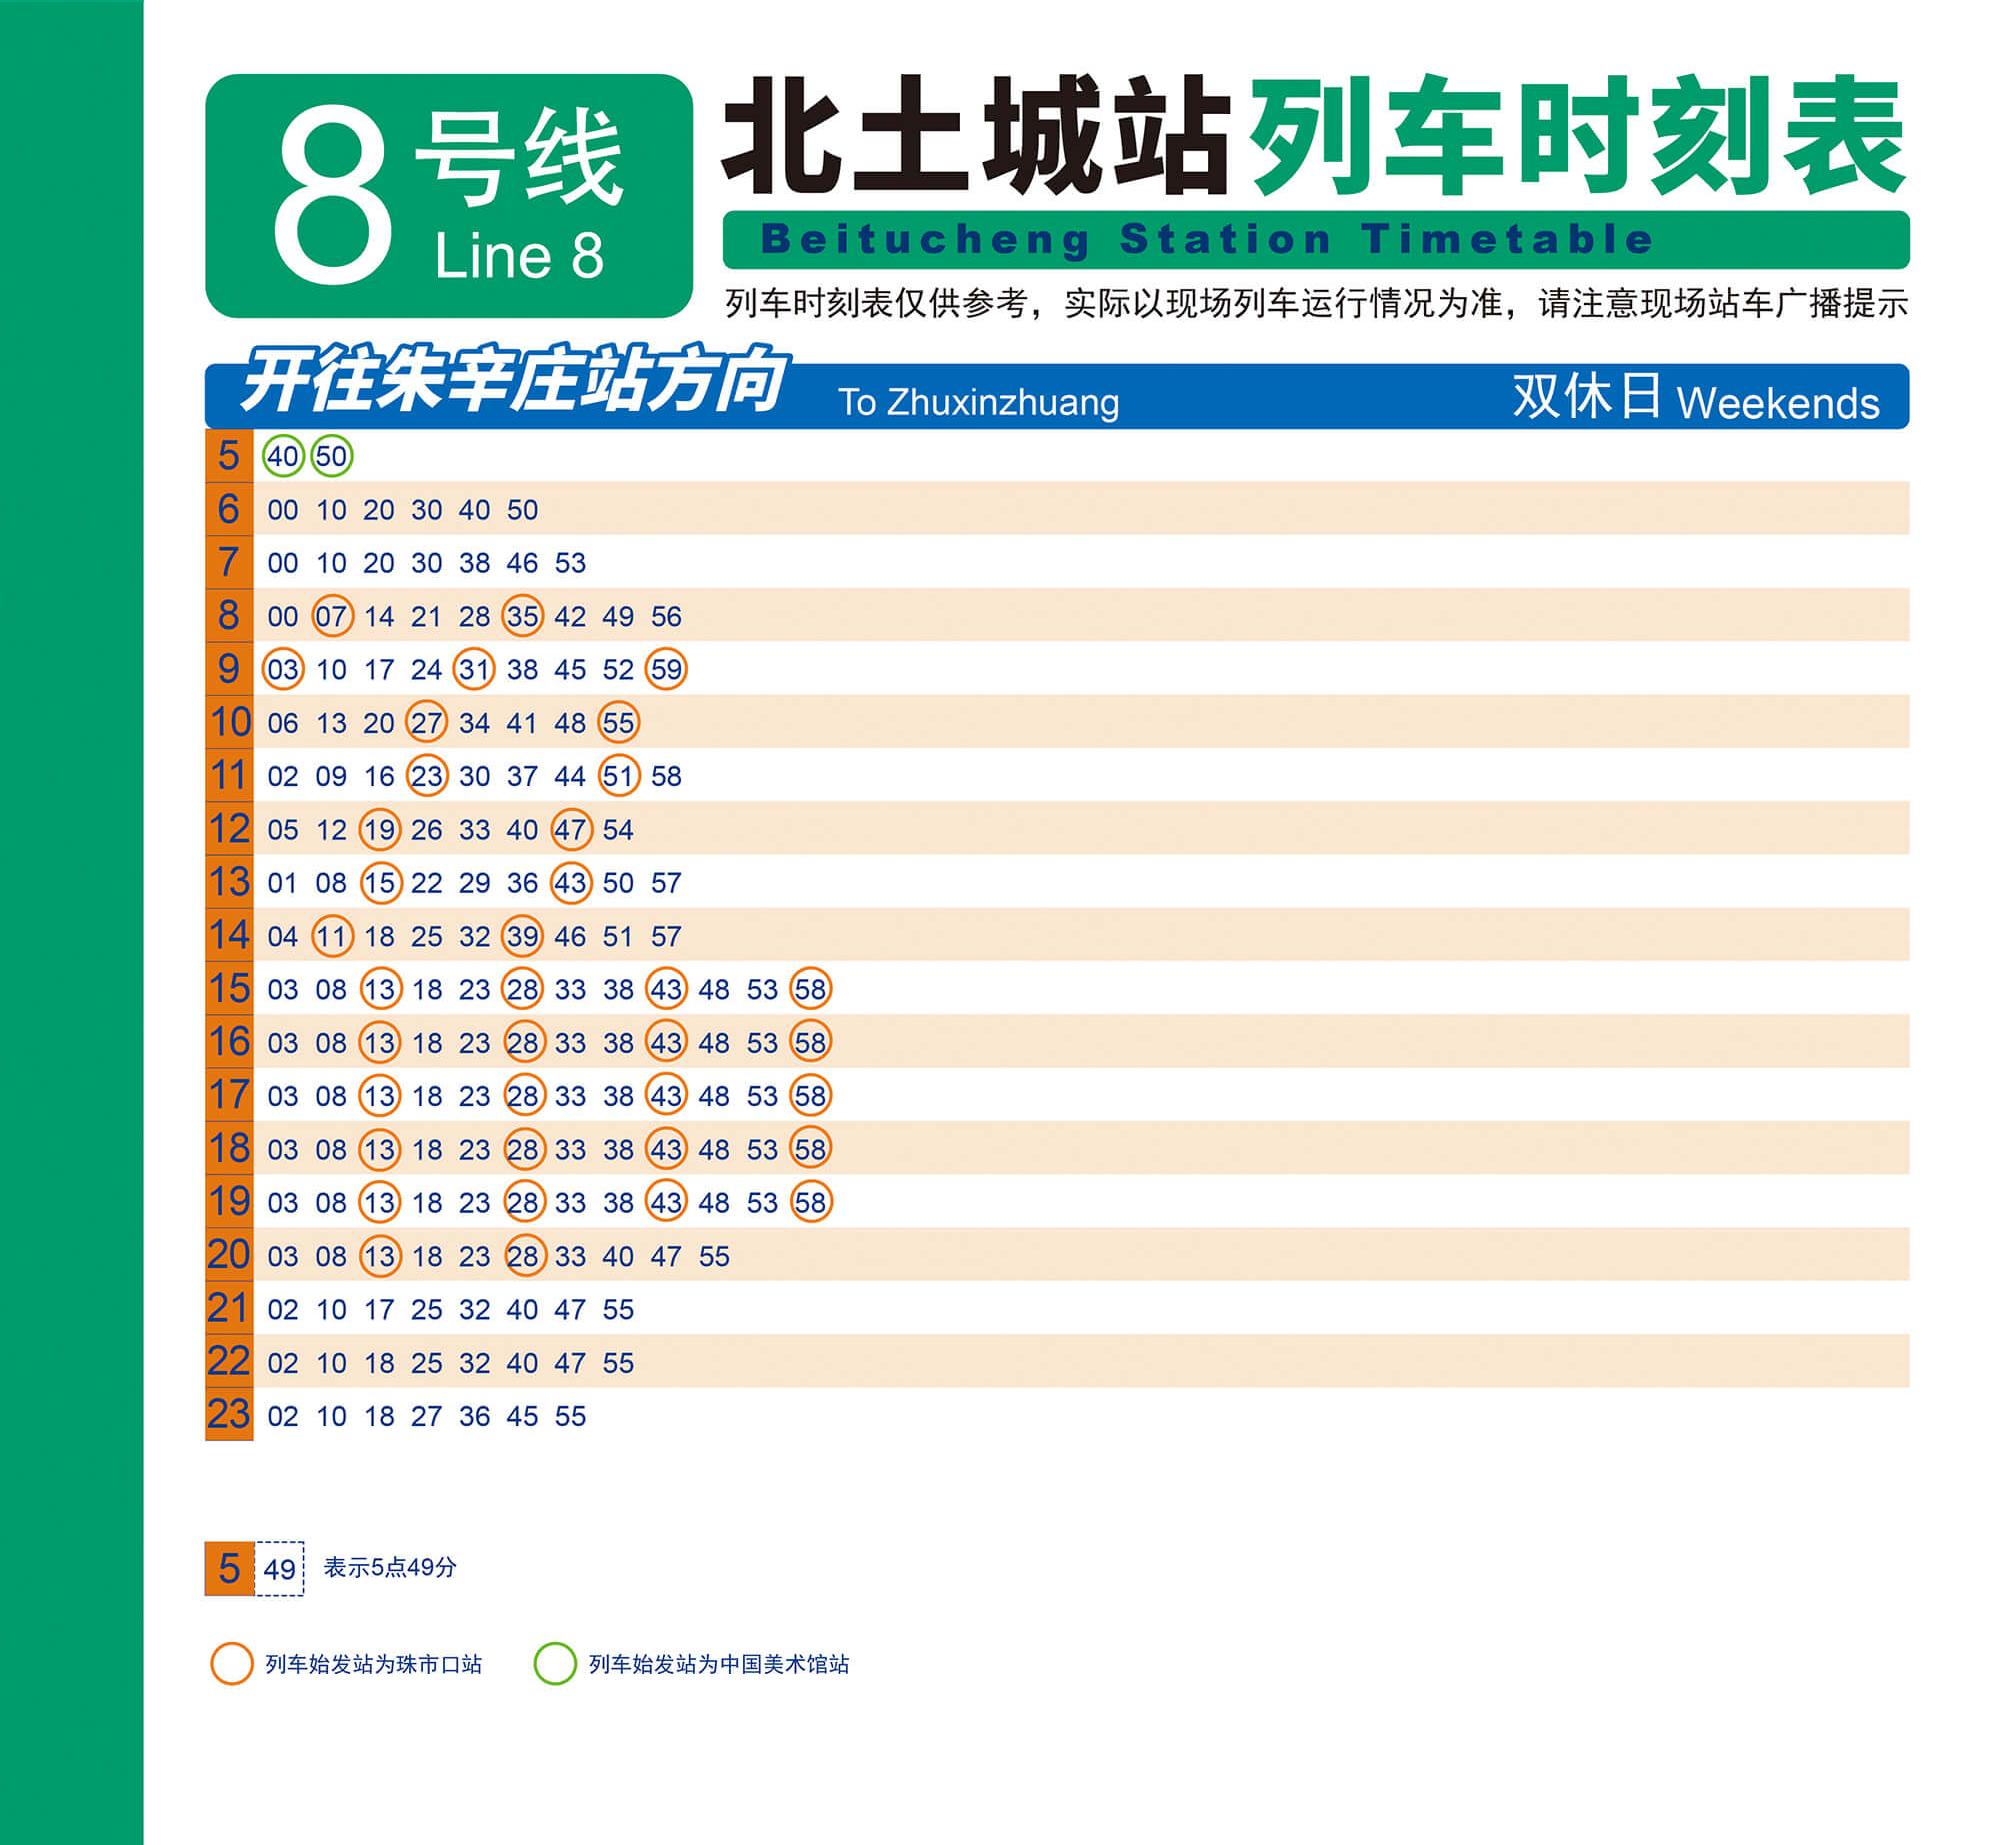 8号线
Line 8
北土城站列车时刻表
Beitucheng Station Timetable
列车时刻表仅供参考，实际以现场列车运行情况为准，请注意现场站车广播提示
开往朱辛庄站方向 To Zhuxinzhuang 双休日 Weekends
5 40 50
6 00 10 20 30 40 50
7 00 10 20 30 38 46 53
8 00 07 14 21 28 35 42 49 56
9 03 10 17 24 31 38 45 52 59
10 06 13 20 27 34 41 48 55
11 02 09 16 23 30 37 44 51 58
12 05 12 19 26 33 40 47 54
13 01 08 15 22 29 36 43 50 57
14 04 11 18 25 32 39 46 51 57
15 03 08 13 18 23 28 33 38 43 48 53 58
16 03 08 13 18 23 28 33 38 43 48 53 58
17 03 08 13 18 23 28 33 38 43 48 53 58
18 03 08 13 18 23 28 33 38 43 48 53 58
19 03 08 13 18 23 28 33 38 43 48 53 58
20 03 08 13 18 23 28 33 40 47 55
21 02 10 17 25 32 40 47 55
22 02 10 18 25 32 40 47 55
23 02 10 18 27 36 45 55
5 49 表示5点49分
列车始发站为珠市口站 列车始发站为中国美术馆站